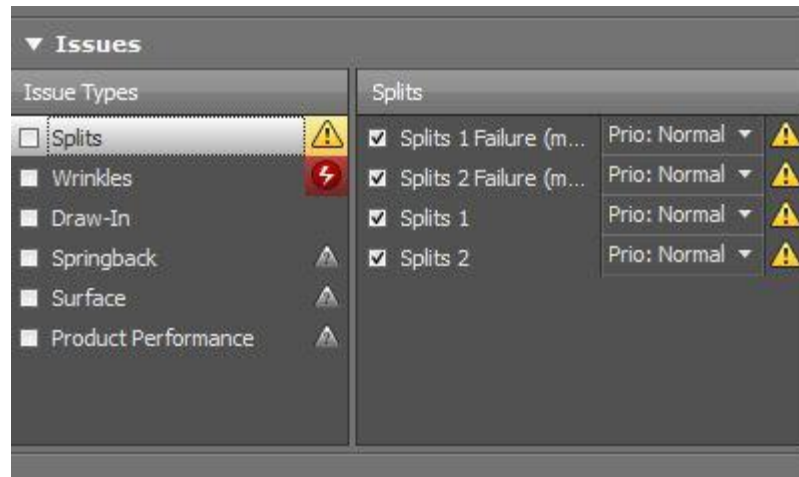 Issues
Issue Types
Splits
Wrinkles
Draw-In
Springback
Surface
Product Performance
Splits
Splits 1 Failure (m... Prio: Normal
Splits 2 Failure (m... Prio: Normal
Splits 1 Prio: Normal
Splits 2 Prio: Normal